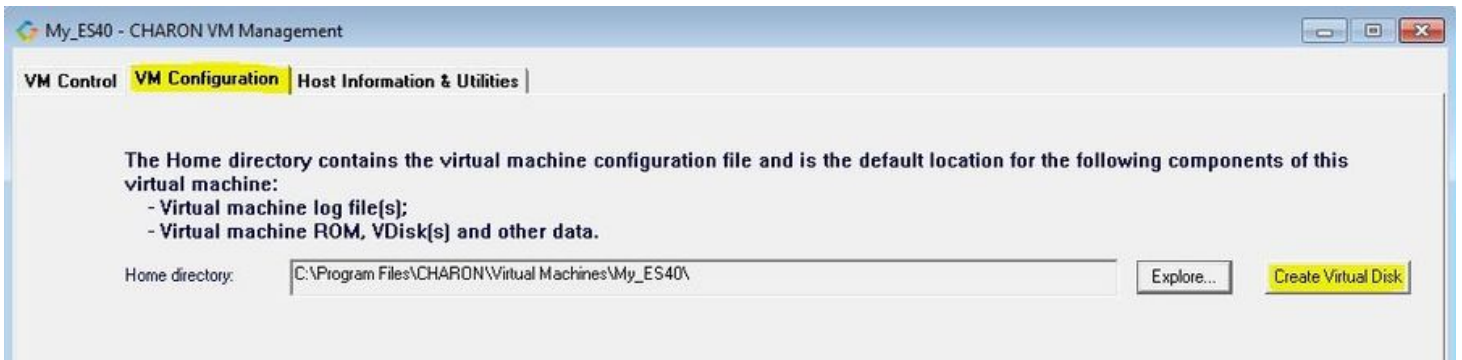 My_ES40 - CHARON VM Management
VM Control VM Configuration Host Information & Utilities
The Home directory contains the virtual machine configuration file and is the default location for the following components of this
virtual machine:
- Virtual machine log file(s);
- Virtual machine ROM, VDisk(s) and other data.
Home directory: C:\Program Files\CHARON\Virtual Machines\My_ES40\ Explore... Create Virtual Disk